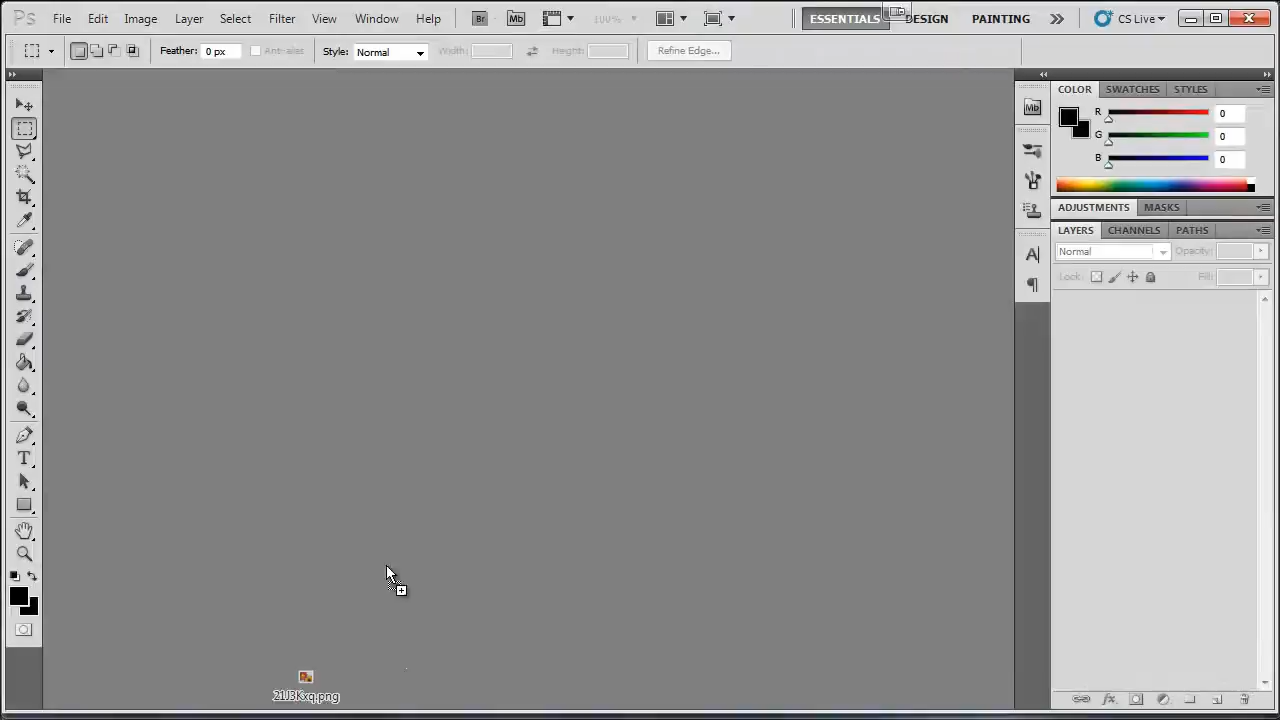 Ps File Edit Image Layer Select Filter View Window Help Br Mb 100% ESSENTIALS DESIGN PAINTING CS Live
Feather: 0 px Anti-alias Style: Normal Width: Height: Refine Edge...
COLOR SWATCHES STYLES
R 0
G 0
B 0
ADJUSTMENTS MASKS
LAYERS CHANNELS PATHS
Normal Opacity:
Lock: Fill:
Mb
A
T
fx